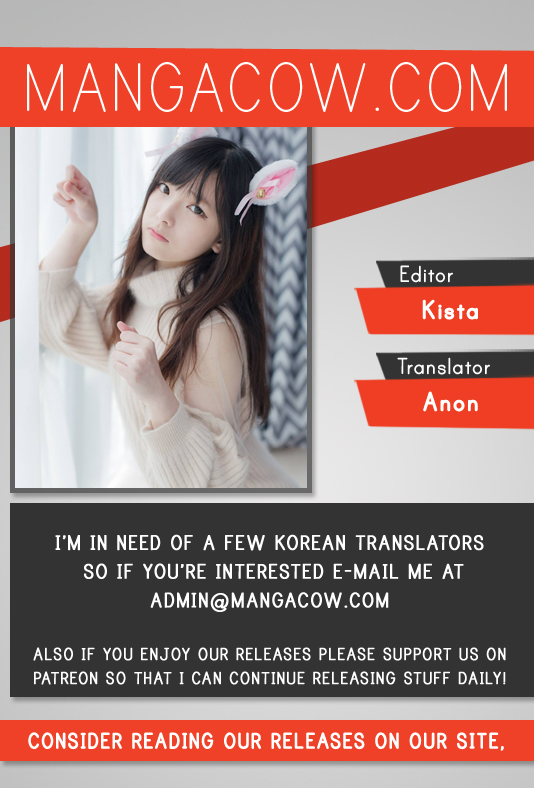 MANGACOW.COM
Editor
Kista
Translator
Anon
I'M IN NEED OF A FEW KOREAN TRANSLATORS
SO IF YOU'RE INTERESTED E-MAIL ME AT
ADMIN@MANGACOW.COM
ALSO IF YOU ENJOY OUR RELEASES PLEASE SUPPORT US ON
PATREON SO THAT I CAN CONTINUE RELEASING STUFF DAILY!
CONSIDER READING OUR RELEASES ON OUR SITE,